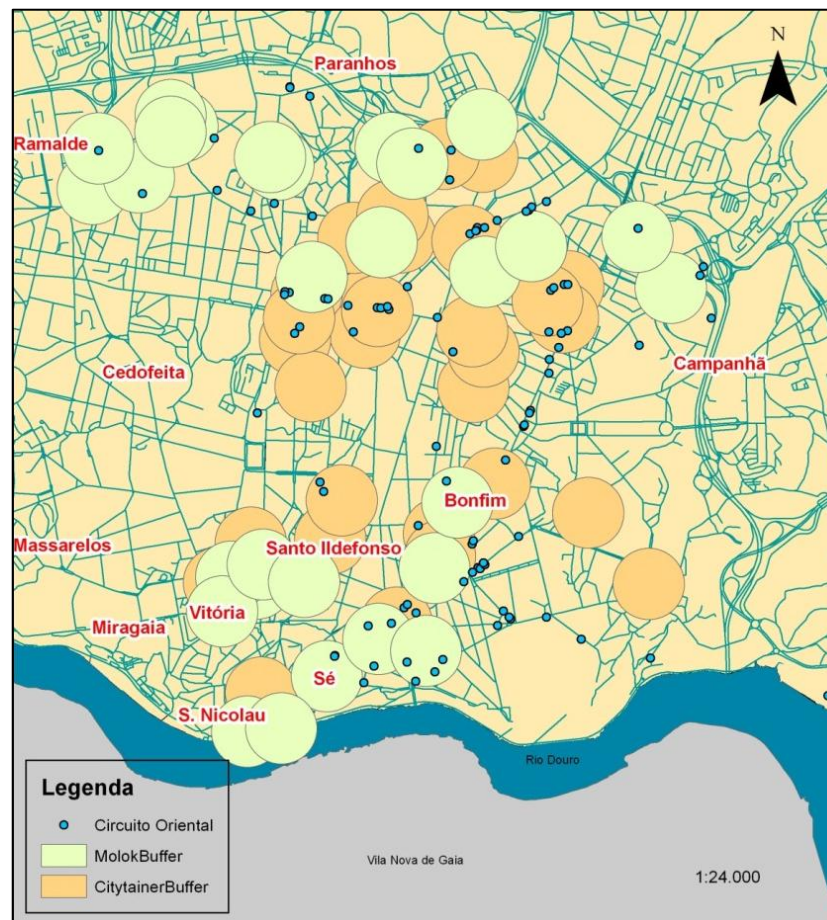 Paranhos
N
Ramalde
Cedofeita
Campanhã
Bonfim
Massarelos
Santo Ildefonso
Vitória
Miragaia
Sé
S. Nicolau
Rio Douro
Legenda
Circuito Oriental
MolokBuffer
CitytainerBuffer
Vila Nova de Gaia
1:24.000